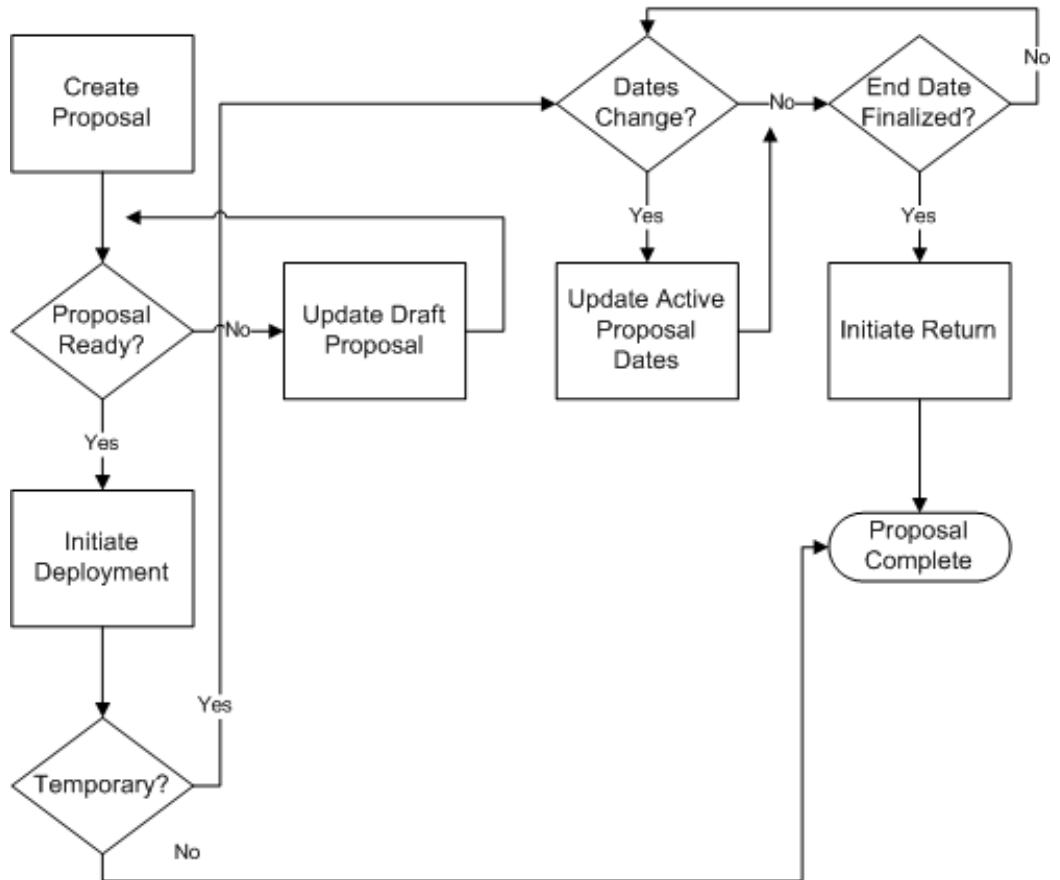 Create
Proposal
Proposal
Ready?
No
Update Draft
Proposal
Yes
Initiate
Deployment
Temporary?
Yes
No
Dates
Change?
No
Yes
Update Active
Proposal
Dates
End Date
Finalized?
No
Yes
Initiate Return
Proposal
Complete